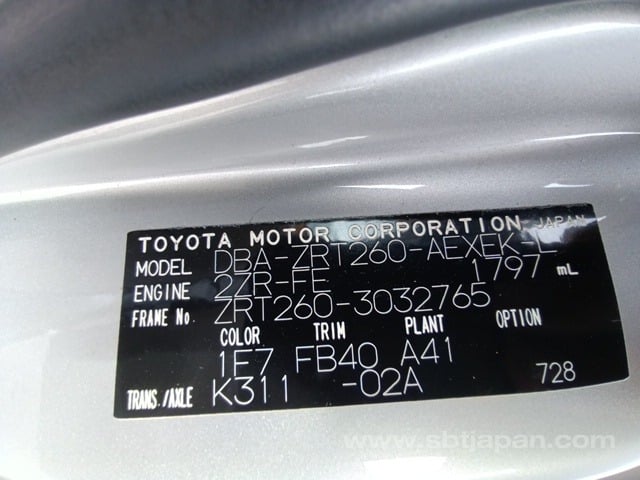 TOYOTA MOTOR CORPORATION JAPAN
MODEL DBA-ZRT260-AEXEK-L
ENGINE 2ZR-FE 1797 mL
FRAME No ZRT260-3032765
COLOR TRIM PLANT OPTION
1F7 FB40 A41
TRANS./AXLE K311 -02A 728
www.sbtjapan.com